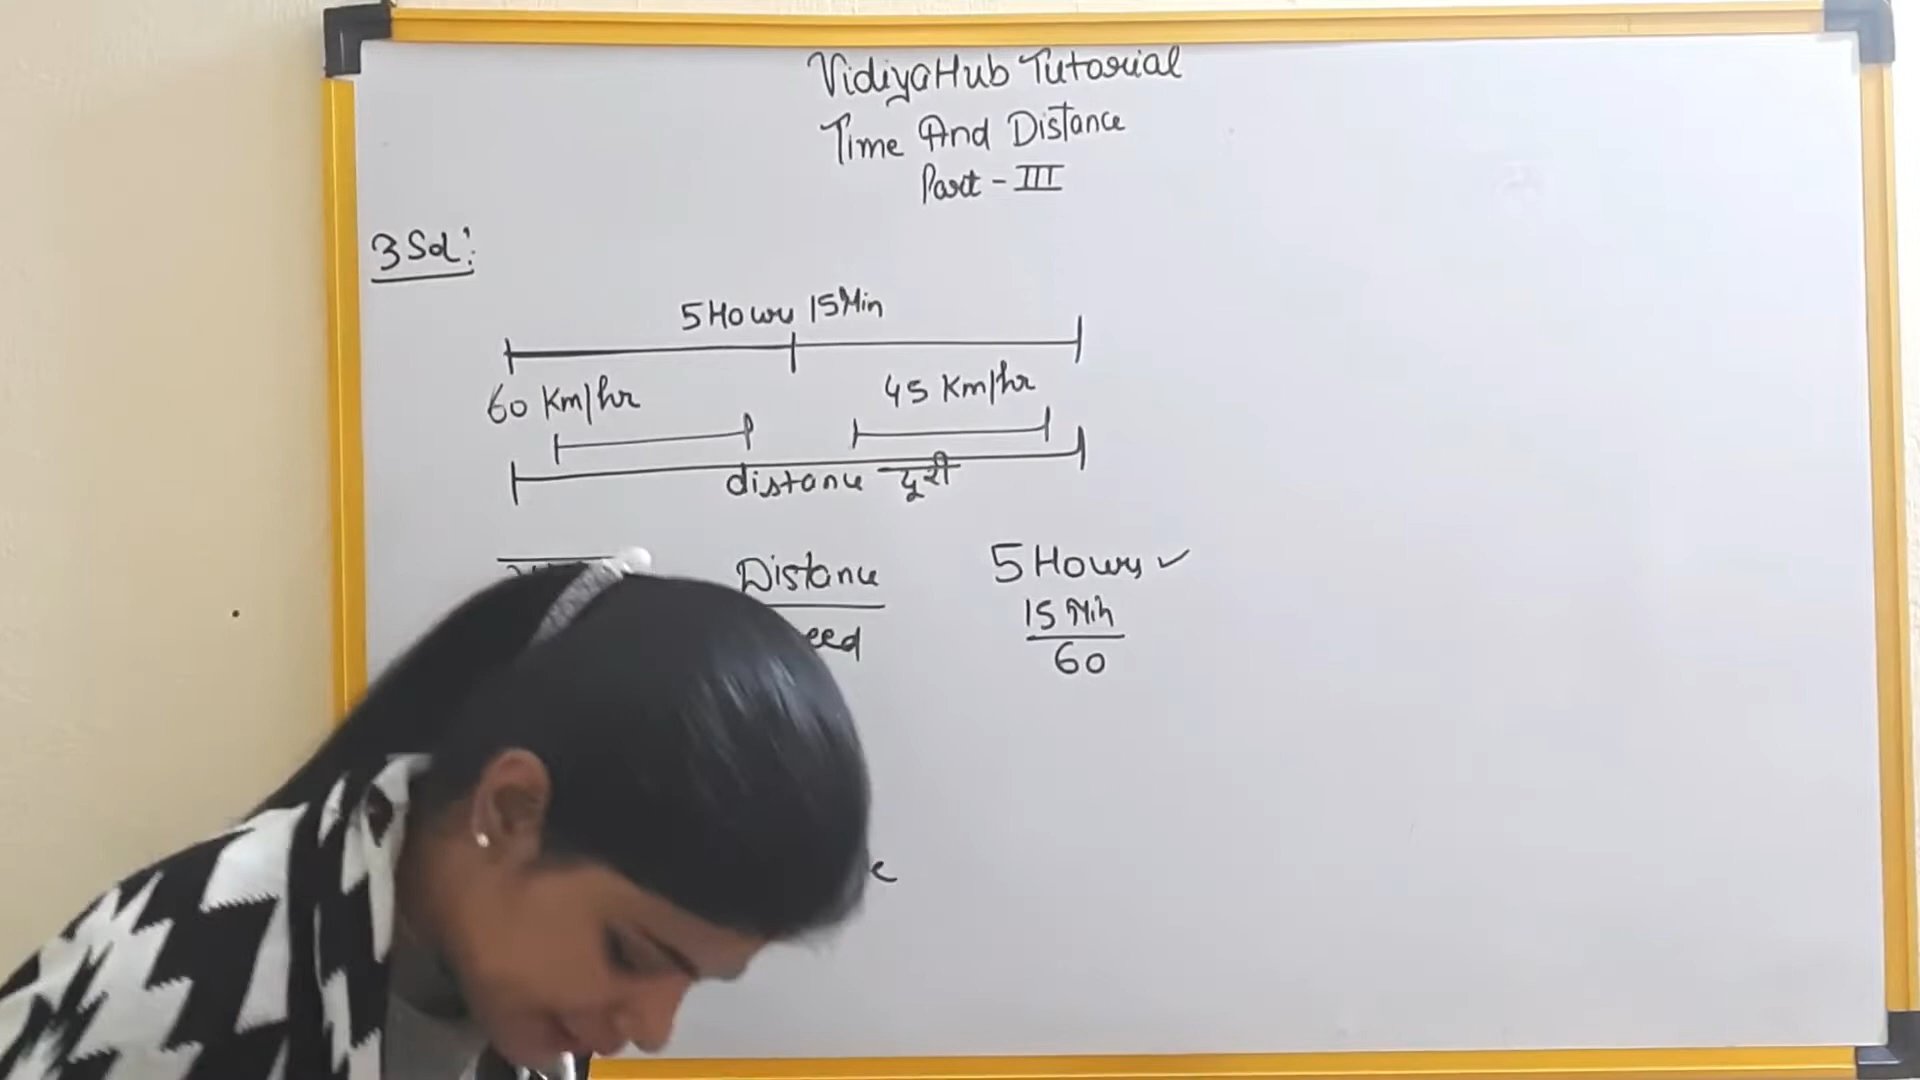 VidiyaHub Tutorial
Time And Distance
Part - III
3 Sol:
5 Hours 15 Min
60 Km/hr
45 Km/hr
distance दूरी
Distance
5 Hours ✓
15 Min
60